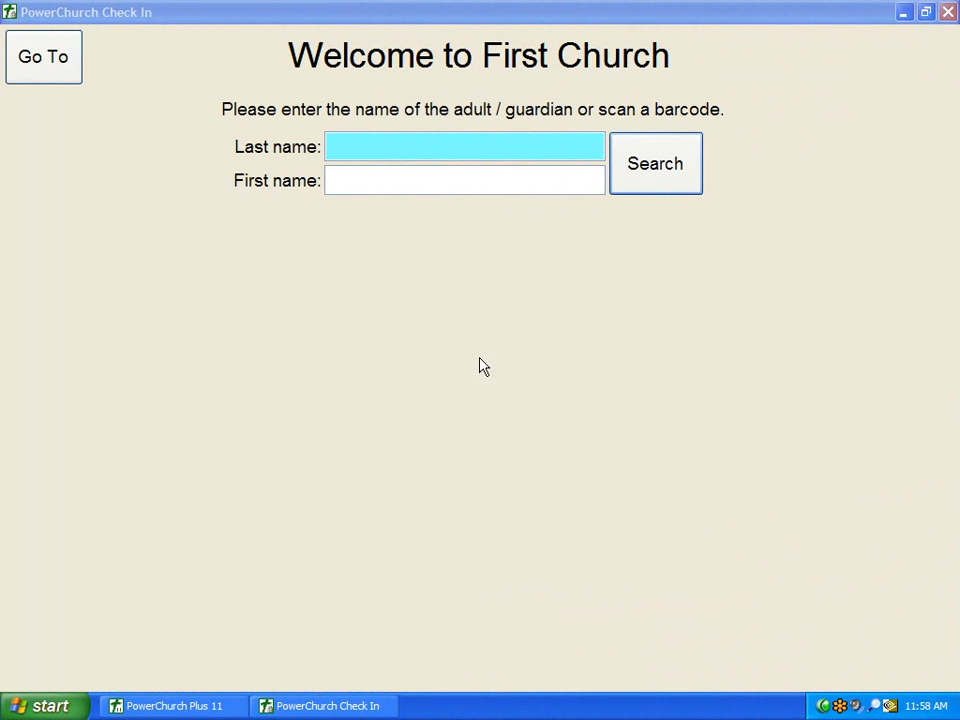 PowerChurch Check In
Go To
Welcome to First Church
Please enter the name of the adult / guardian or scan a barcode.
Last name:
First name:
Search
start
PowerChurch Plus 11
PowerChurch Check In
11:58 AM